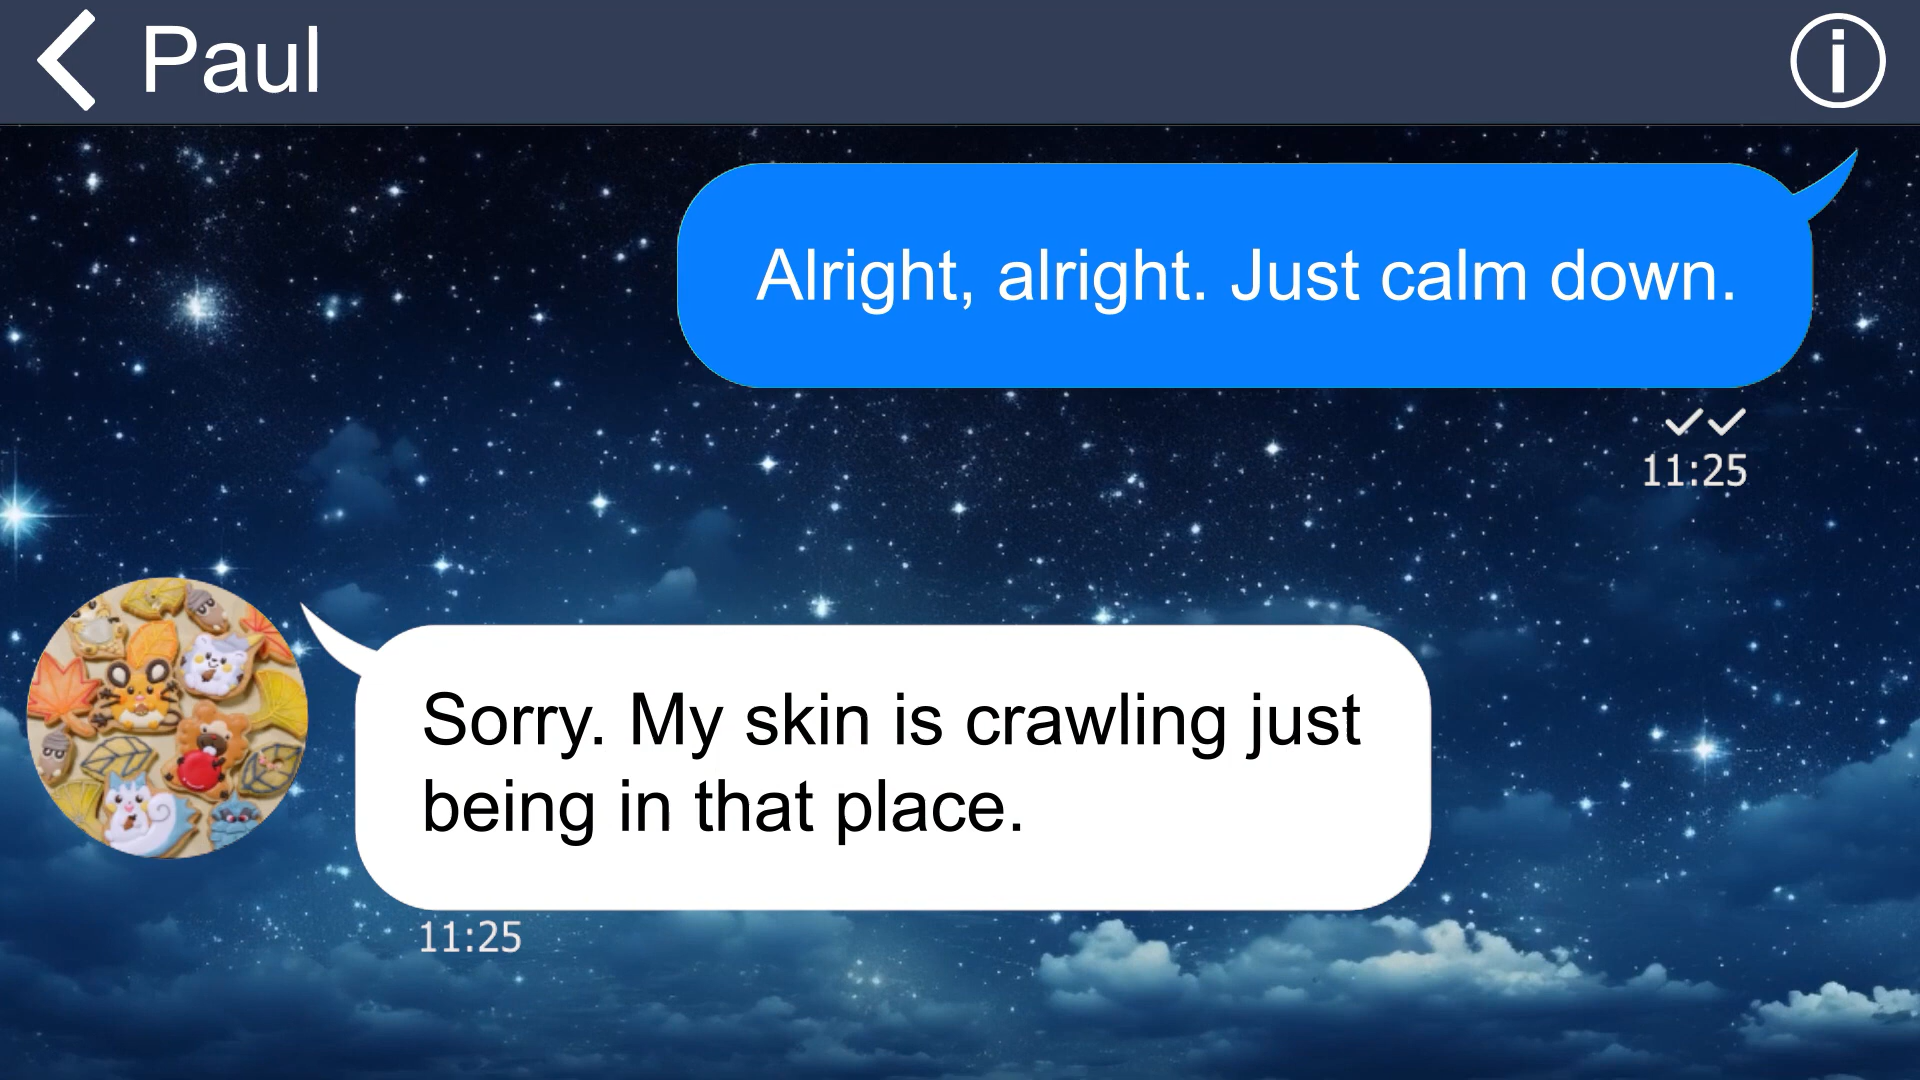 Paul
Alright, alright. Just calm down.
11:25
Sorry. My skin is crawling just
being in that place.
11:25